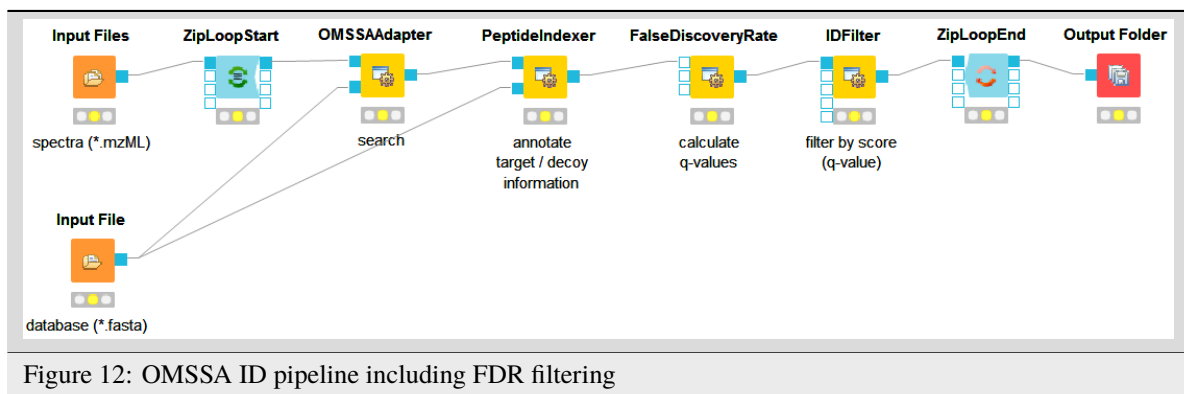 Input Files ZipLoopStart OMSSAAdapter PeptideIndexer FalseDiscoveryRate IDFilter ZipLoopEnd Output Folder
spectra (*.mzML) search annotate calculate filter by score
target / decoy q-values (q-value)
information
Input File
database (*.fasta)
Figure 12: OMSSA ID pipeline including FDR filtering